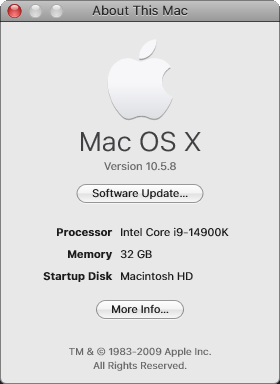 About This Mac
Mac OS X
Version 10.5.8
Software Update...
Processor Intel Core i9-14900K
Memory 32 GB
Startup Disk Macintosh HD
More Info...
TM & © 1983-2009 Apple Inc.
All Rights Reserved.